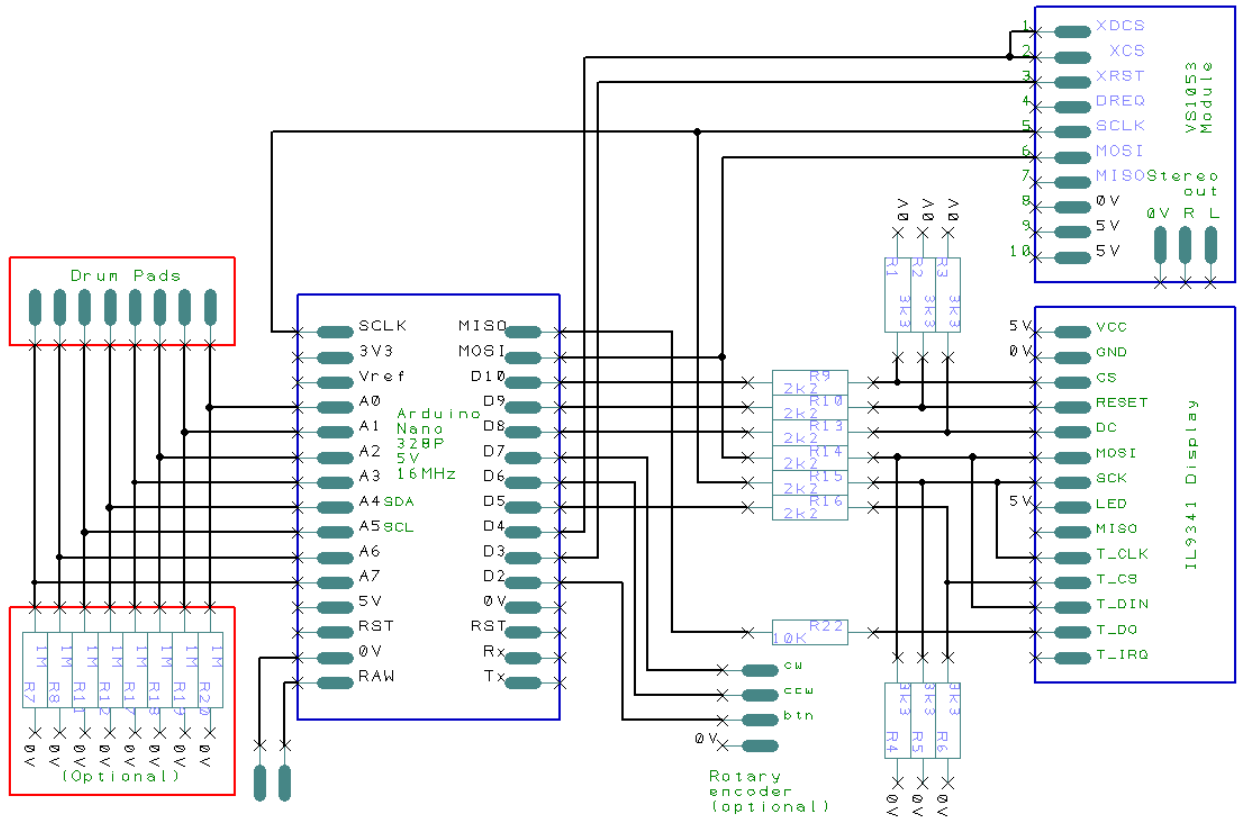 1 XDCS
2 XCS
3 XRST
4 DREQ
5 SCLK
6 MOSI
7 MISO
8 0V
9 5V
10 5V
VS1053
Module
Stereo
out
0V R L
0V 0V 0V
R1 R2 R3
3k3 3k3 3k3
Drum Pads
SCLK
3V3
Vref
A0
A1
A2
A3
A4 SDA
A5 SCL
A6
A7
5V
RST
0V
RAW
Arduino
Nano
328P
5V
16MHz
MISO
MOSI
D10
D9
D8
D7
D6
D5
D4
D3
D2
0V
RST
Rx
Tx
R9
2k2
R10
2k2
R13
2k2
R14
2k2
R15
2k2
R16
2k2
R22
10K
5V VCC
0V GND
CS
RESET
DC
MOSI
SCK
5V LED
MISO
T_CLK
T_CS
T_DIN
T_DO
T_IRQ
IL9341 Display
1M 1M 1M 1M 1M 1M 1M 1M
R7 R8 R11 R12 R17 R18 R19 R20
0V 0V 0V 0V 0V 0V 0V 0V
(Optional)
cw
ccw
btn
0V
Rotary
encoder
(optional)
3k3 3k3 3k3
R4 R5 R6
0V 0V 0V